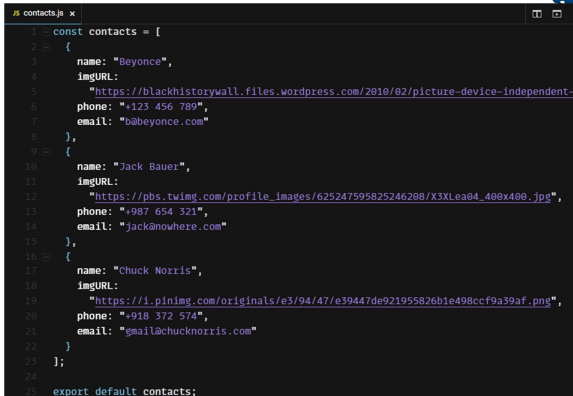 JS contacts.js x
1 const contacts = [
2 {
3 name: "Beyonce",
4 imgURL:
5 "https://blackhistorywall.files.wordpress.com/2010/02/picture-device-independent-
6 phone: "+123 456 789",
7 email: "b@beyonce.com"
8 },
9 {
10 name: "Jack Bauer",
11 imgURL:
12 "https://pbs.twimg.com/profile_images/625247595825246208/X3XLea04_400x400.jpg",
13 phone: "+987 654 321",
14 email: "jack@nowhere.com"
15 },
16 {
17 name: "Chuck Norris",
18 imgURL:
19 "https://i.pinimg.com/originals/e3/94/47/e39447de921955826b1e498ccf9a39af.png",
20 phone: "+918 372 574",
21 email: "gmail@chucknorris.com"
22 }
23 ];
24
25 export default contacts;